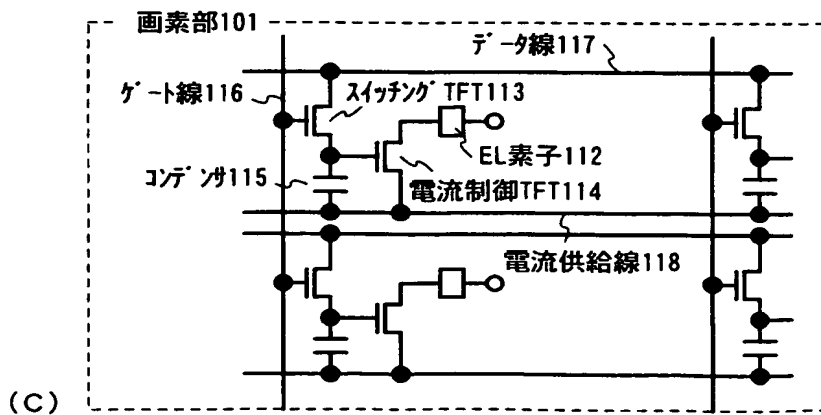 画素部101
データ線117
ゲート線116
スイッチングTFT113
EL素子112
コンデンサ115
電流制御TFT114
電流供給線118
(C)